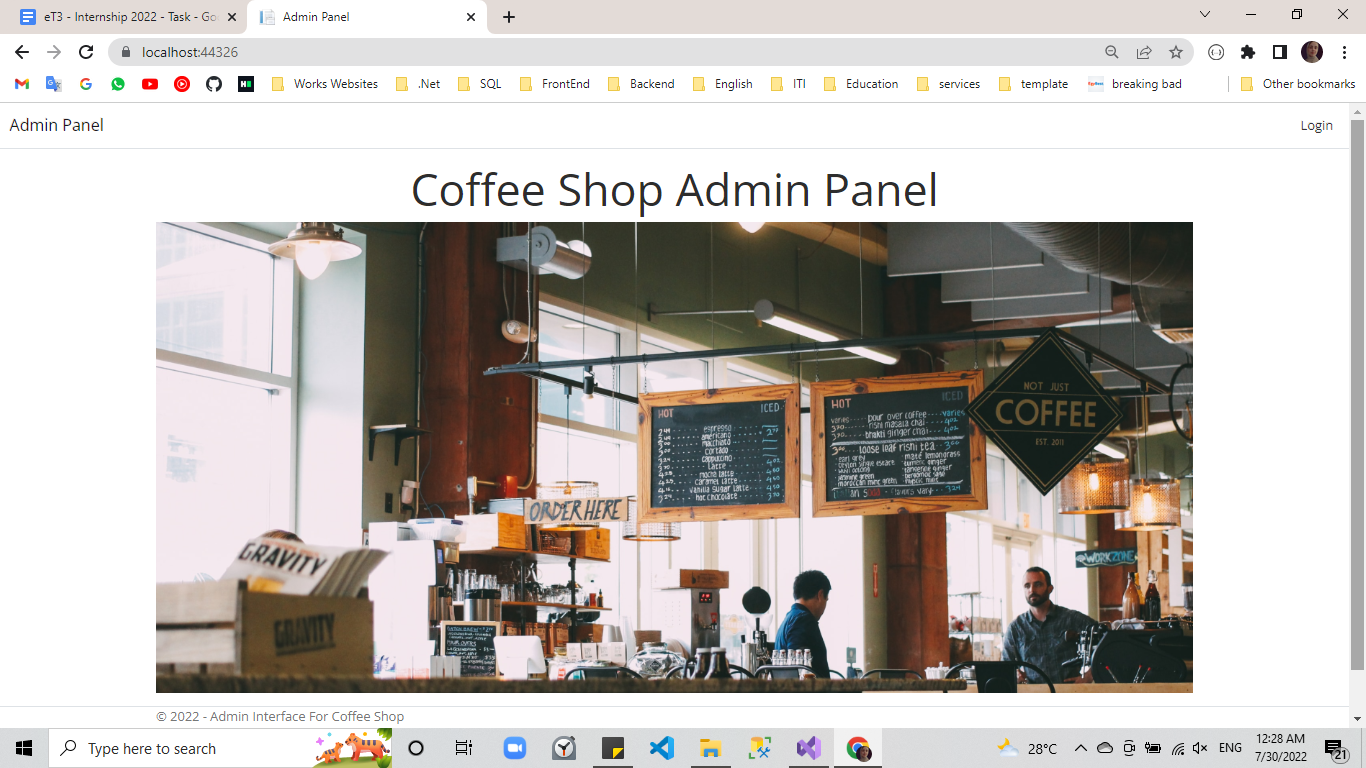 eT3 - Internship 2022 - Task - Go
Admin Panel
localhost:44326
Works Websites
.Net
SQL
FrontEnd
Backend
English
ITI
Education
services
template
breaking bad
Other bookmarks
Admin Panel
Login
Coffee Shop Admin Panel
HOT ICED
espresso
americano
macchiato
cortado
cappuccino
latte
mocha latte
caramel latte
vanilla sugar latte
hot chocolate
HOT ICED
varies pour over coffee varies
rishi masala chai
bhakti ginger chai
loose leaf rishi tea
NOT JUST
COFFEE
EST. 2011
ORDER HERE
WORKZONE
GRAVITY
GRAVITY
© 2022 - Admin Interface For Coffee Shop
Type here to search
28°C
ENG
12:28 AM
7/30/2022
21